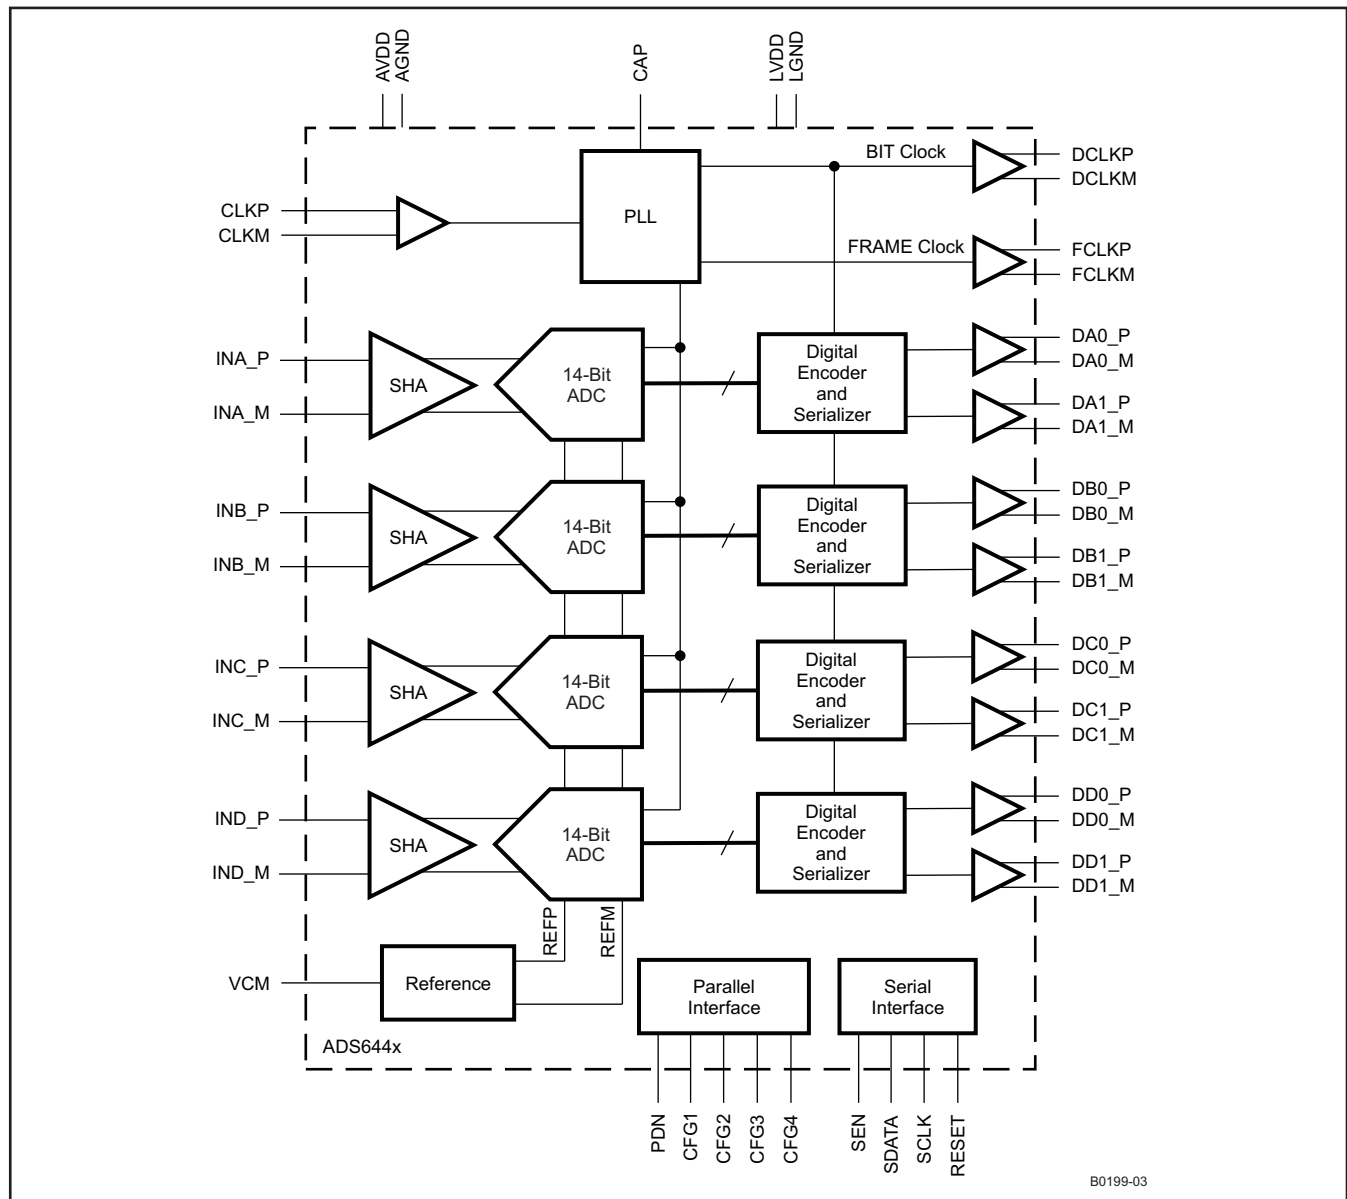 AVDD
AGND
CAP
LVDD
LGND
BIT Clock
DCLKP
DCLKM
CLKP
CLKM
PLL
FRAME Clock
FCLKP
FCLKM
INA_P
INA_M
SHA
14-Bit
ADC
Digital
Encoder
and
Serializer
DA0_P
DA0_M
DA1_P
DA1_M
INB_P
INB_M
SHA
14-Bit
ADC
Digital
Encoder
and
Serializer
DB0_P
DB0_M
DB1_P
DB1_M
INC_P
INC_M
SHA
14-Bit
ADC
Digital
Encoder
and
Serializer
DC0_P
DC0_M
DC1_P
DC1_M
IND_P
IND_M
SHA
14-Bit
ADC
Digital
Encoder
and
Serializer
DD0_P
DD0_M
DD1_P
DD1_M
REFP
REFM
VCM
Reference
Parallel
Interface
Serial
Interface
ADS644x
PDN
CFG1
CFG2
CFG3
CFG4
SEN
SDATA
SCLK
RESET
B0199-03